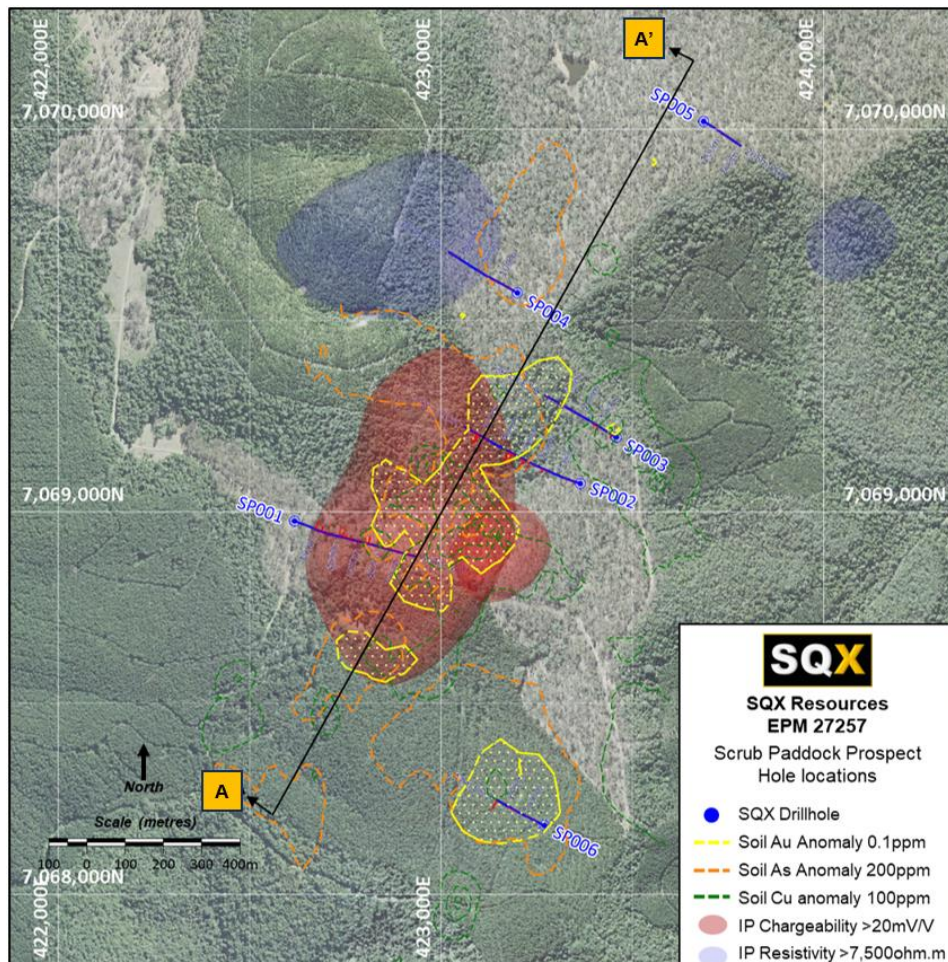 422,000E
423,000E
424,000E
A’
7,070,000N
7,070,000N
SP005
SP004
SP003
7,069,000N
7,069,000N
SP002
SP001
SP006
A
North
Scale (metres)
100 0 100 200 300 400m
7,068,000N
422,000E
423,000E
SQX
SQX Resources
EPM 27257
Scrub Paddock Prospect
Hole locations
SQX Drillhole
Soil Au Anomaly 0.1ppm
Soil As Anomaly 200ppm
Soil Cu anomaly 100ppm
IP Chargeability >20mV/V
IP Resistivity >7,500ohm.m